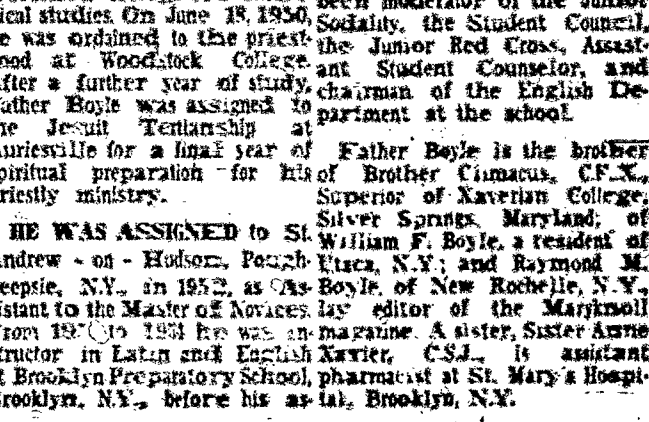 ical studies. On June 18, 1950,
he was ordained to the priest-
hood at Woodstock College.
After a further year of study,
Father Boyle was assigned to
the Jesuit Tertianship at
Auriesville for a final year of
spiritual preparation for his
priestly ministry.
HE WAS ASSIGNED to St.
Andrew - on - Hudson, Pough-
keepsie, N.Y., in 1952, as As-
sistant to the Master of Novices.
From to he was in-
structor in Latin and English
at Brooklyn Preparatory School,
Brooklyn, N.Y., before his as-
been moderator of the Junior
Sodality, the Student Council,
the Junior Red Cross, Assist-
ant Student Counselor, and
chairman of the English De-
partment at the school.
Father Boyle is the brother
of Brother Climacus, C.F.X.,
Superior of Xaverian College,
Silver Springs, Maryland; of
William F. Boyle, a resident of
Utica, N.Y.; and Raymond M.
Boyle, of New Rochelle, N.Y.,
lay editor of the Maryknoll
magazine. A sister, Sister Anne
Xavier, C.S.J., is assistant
pharmacist at St. Mary's Hospi-
tal, Brooklyn, N.Y.